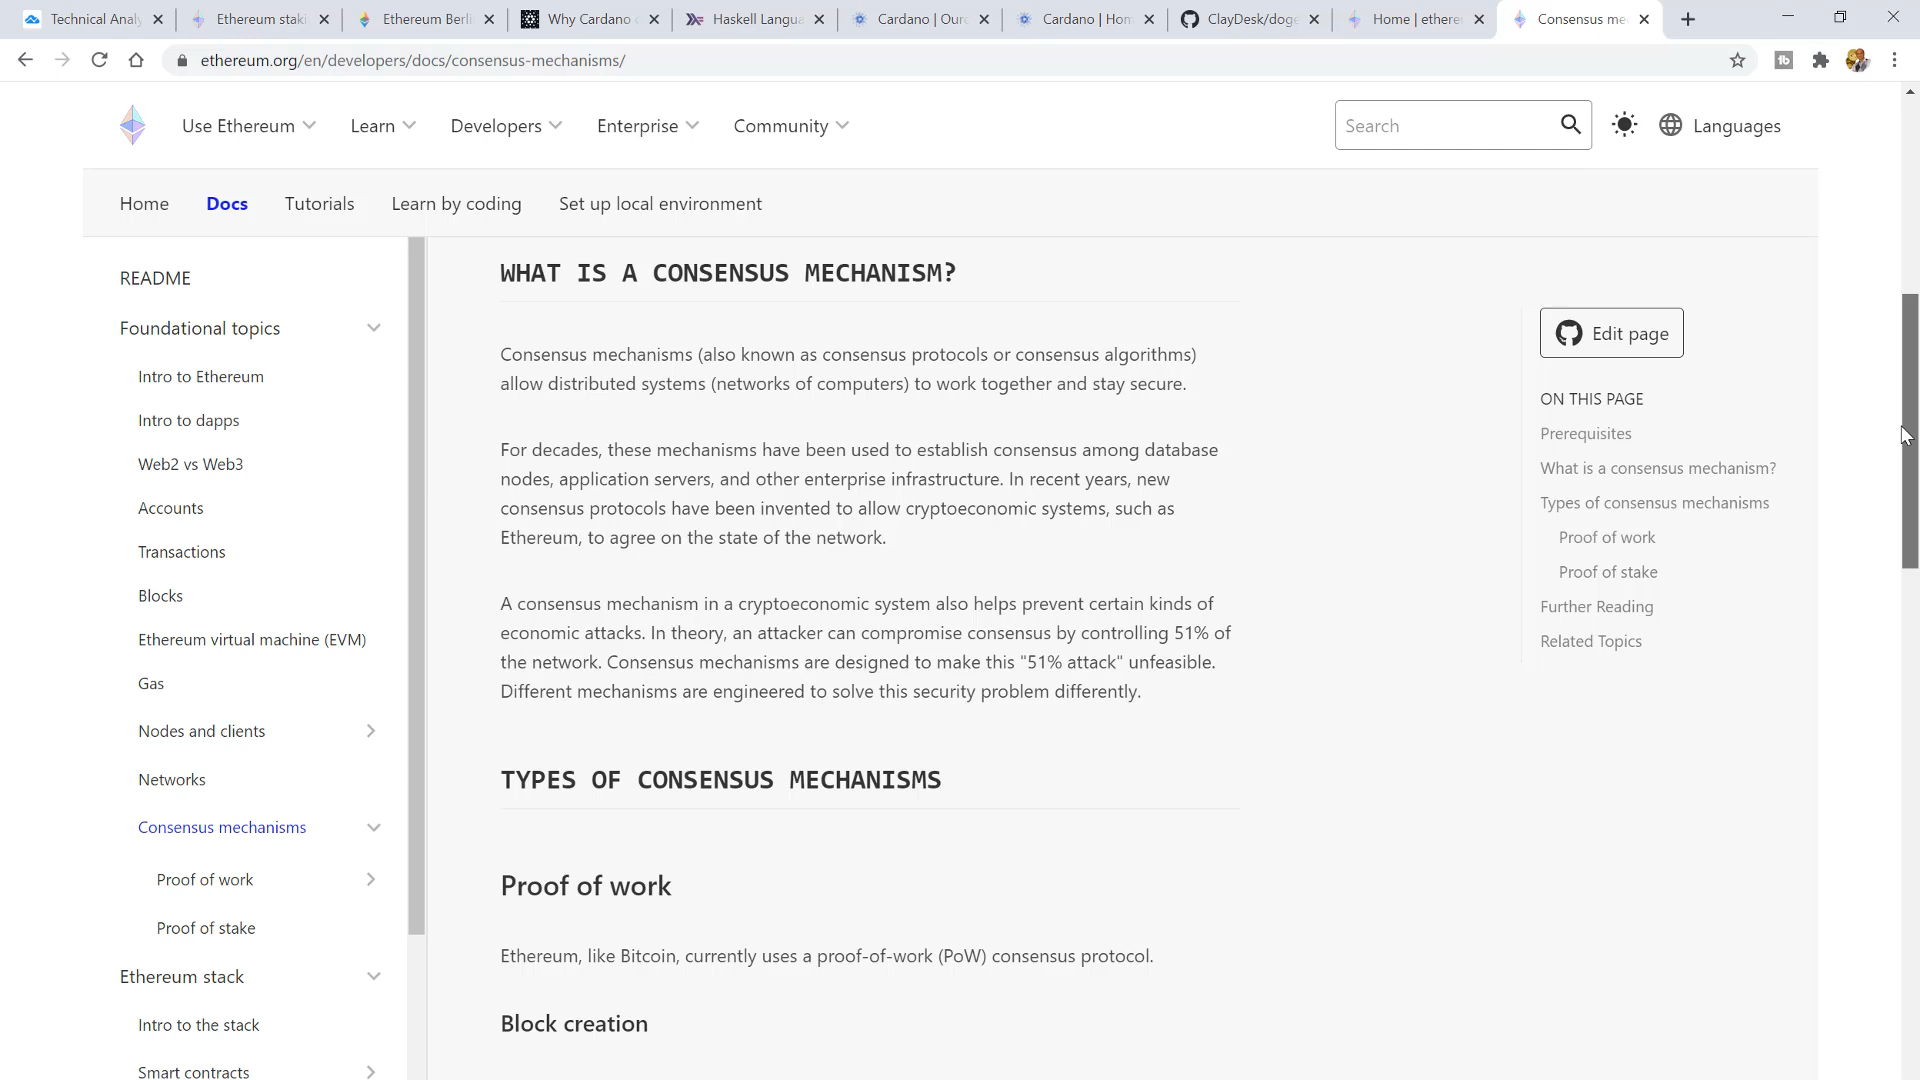 Technical Analy
Ethereum staki
Ethereum Berli
Why Cardano
Haskell Langua
Cardano | Ouro
Cardano | Hom
ClayDesk/doge
Home | ethere
Consensus me
ethereum.org/en/developers/docs/consensus-mechanisms/
Use Ethereum
Learn
Developers
Enterprise
Community
Search
Languages
Home
Docs
Tutorials
Learn by coding
Set up local environment
README
Foundational topics
Intro to Ethereum
Intro to dapps
Web2 vs Web3
Accounts
Transactions
Blocks
Ethereum virtual machine (EVM)
Gas
Nodes and clients
Networks
Consensus mechanisms
Proof of work
Proof of stake
Ethereum stack
Intro to the stack
Smart contracts
WHAT IS A CONSENSUS MECHANISM?
Consensus mechanisms (also known as consensus protocols or consensus algorithms)
allow distributed systems (networks of computers) to work together and stay secure.
For decades, these mechanisms have been used to establish consensus among database
nodes, application servers, and other enterprise infrastructure. In recent years, new
consensus protocols have been invented to allow cryptoeconomic systems, such as
Ethereum, to agree on the state of the network.
A consensus mechanism in a cryptoeconomic system also helps prevent certain kinds of
economic attacks. In theory, an attacker can compromise consensus by controlling 51% of
the network. Consensus mechanisms are designed to make this "51% attack" unfeasible.
Different mechanisms are engineered to solve this security problem differently.
TYPES OF CONSENSUS MECHANISMS
Proof of work
Ethereum, like Bitcoin, currently uses a proof-of-work (PoW) consensus protocol.
Block creation
Edit page
ON THIS PAGE
Prerequisites
What is a consensus mechanism?
Types of consensus mechanisms
Proof of work
Proof of stake
Further Reading
Related Topics